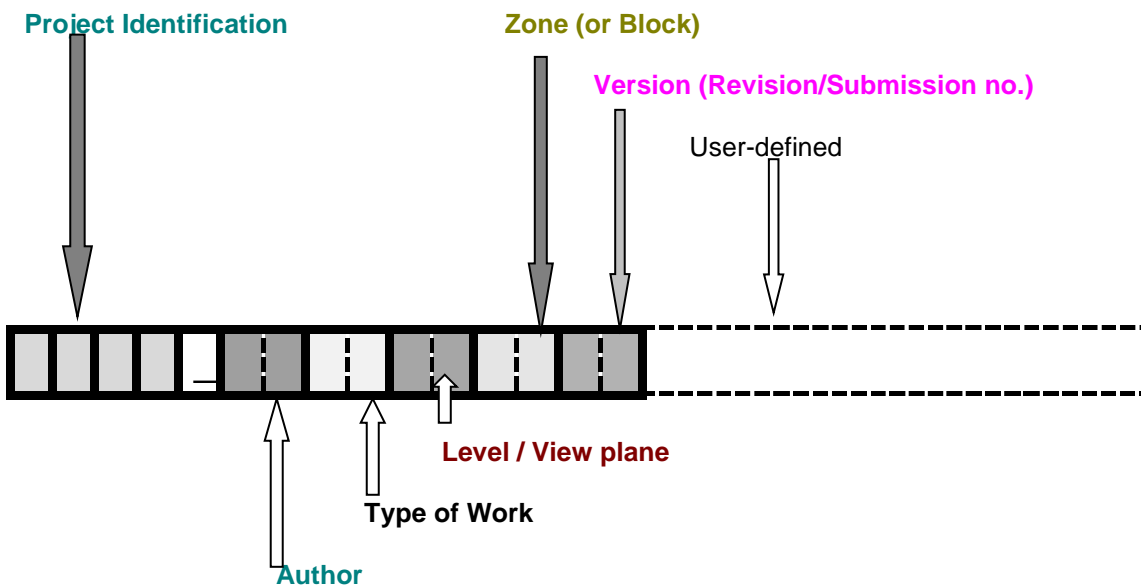 Project Identification
Zone (or Block)
Version (Revision/Submission no.)
User-defined
_
Level / View plane
Type of Work
Author